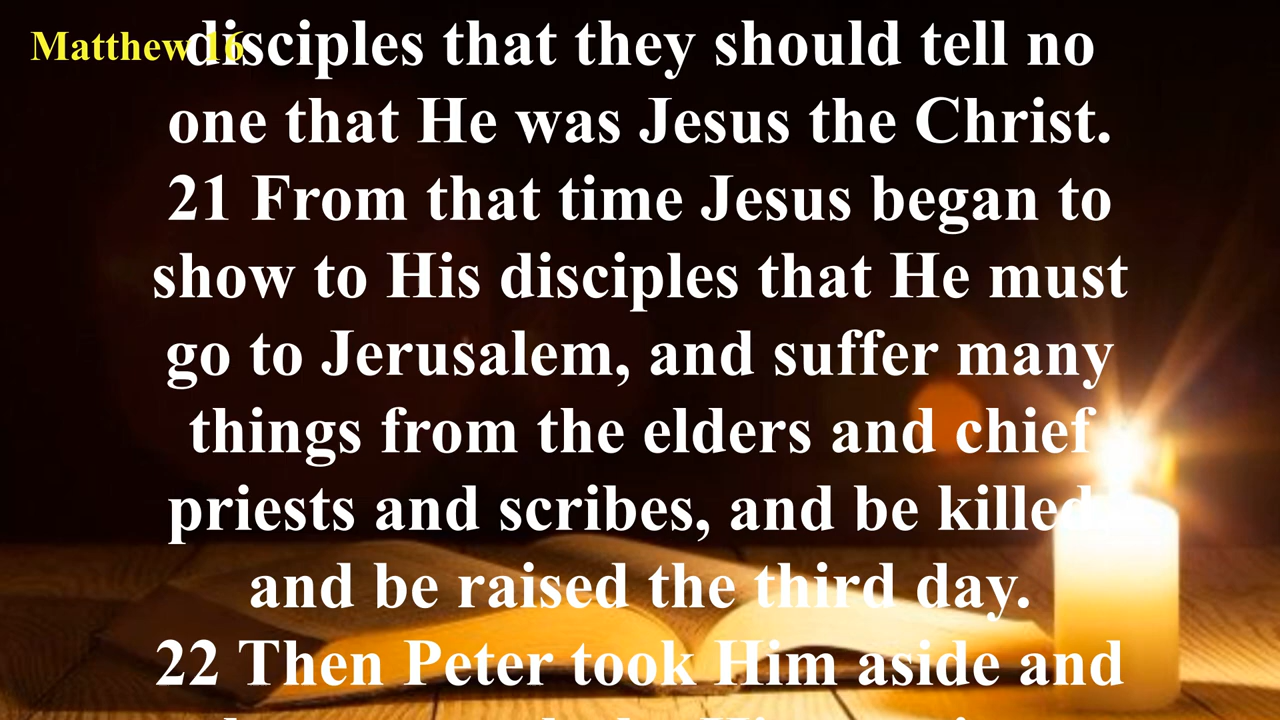 Matthew 16
disciples that they should tell no
one that He was Jesus the Christ.
21 From that time Jesus began to
show to His disciples that He must
go to Jerusalem, and suffer many
things from the elders and chief
priests and scribes, and be killed,
and be raised the third day.
22 Then Peter took Him aside and